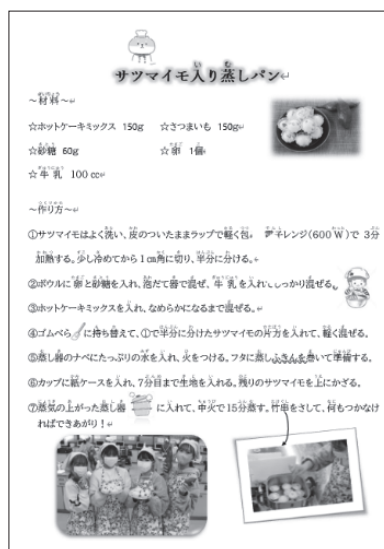 サツマイモ入り蒸しパン
～材料～
☆ホットケーキミックス 150g ☆さつまいも 150g
☆砂糖 60g ☆卵 1個
☆牛乳 100cc
～作り方～
①サツマイモはよく洗い、皮のついたままラップで軽く包み 電子レンジ(600W)で 3分
加熱する。少し冷めてから1㎝角に切り、半分に分ける。
②ボウルに卵と砂糖を入れ、泡だて器で混ぜ、牛乳を入れ、しっかり混ぜる。
③ホットケーキミックスを入れ、なめらかになるまで混ぜる。
④ゴムべら に持ち替えて、①で半分に分けたサツマイモの片方を入れて、軽く混ぜる。
⑤蒸し器のナベにたっぷりの水を入れ、火をつける。フタに蒸しふきんを敷いて準備する。
⑥カップに紙ケースを入れ、7分目まで生地を入れる。残りのサツマイモを上にかざる。
⑦蒸気の上がった蒸し器 に入れて、中火で15分蒸す。竹串をさして、何もつかなけ
ればできあがり！